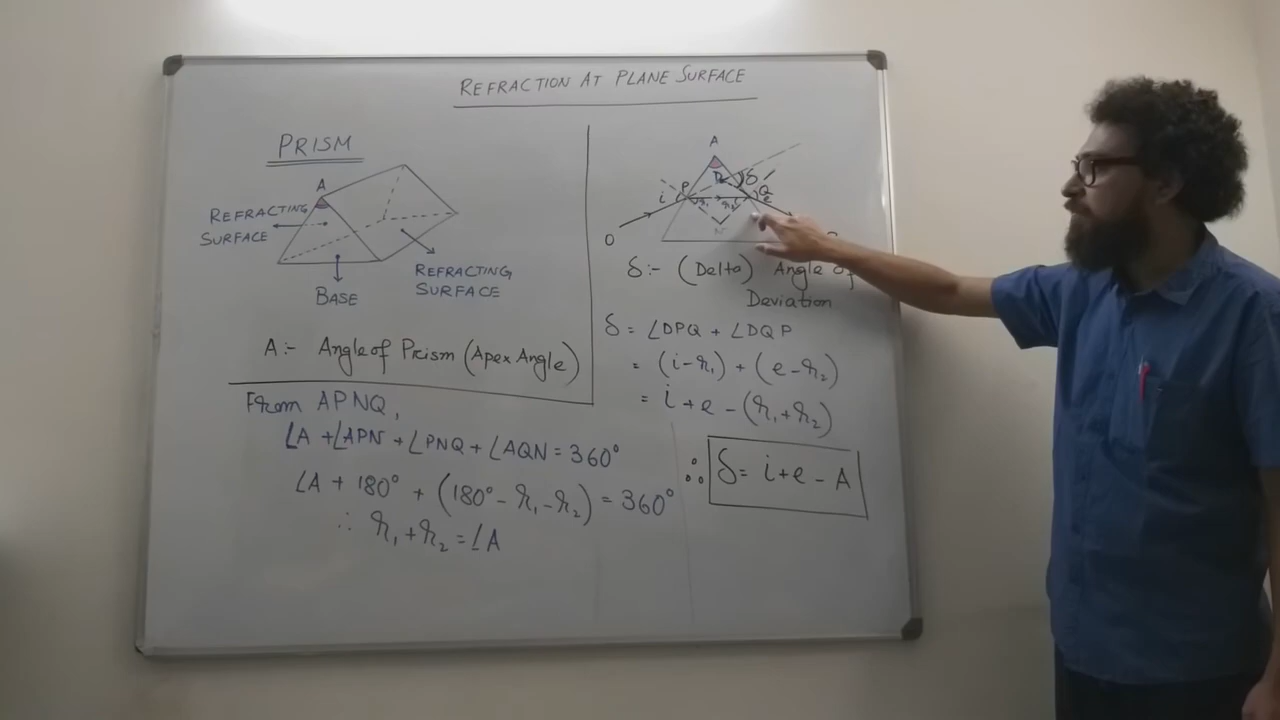 REFRACTION AT PLANE SURFACE
PRISM
A
REFRACTING
SURFACE
REFRACTING
SURFACE
BASE
A:- Angle of Prism (Apex Angle)
From APNQ,
∠A + ∠APN + ∠PNQ + ∠AQN = 360°
∠A + 180° + (180° - r₁ - r₂) = 360°
∴ r₁ + r₂ = ∠A
A
D
δ
P
Q
i
r₁
r₂
e
N
O
δ:- (Delta) Angle of
Deviation
δ = ∠DPQ + ∠DQP
= (i - r₁) + (e - r₂)
= i + e - (r₁ + r₂)
∴ δ = i + e - A